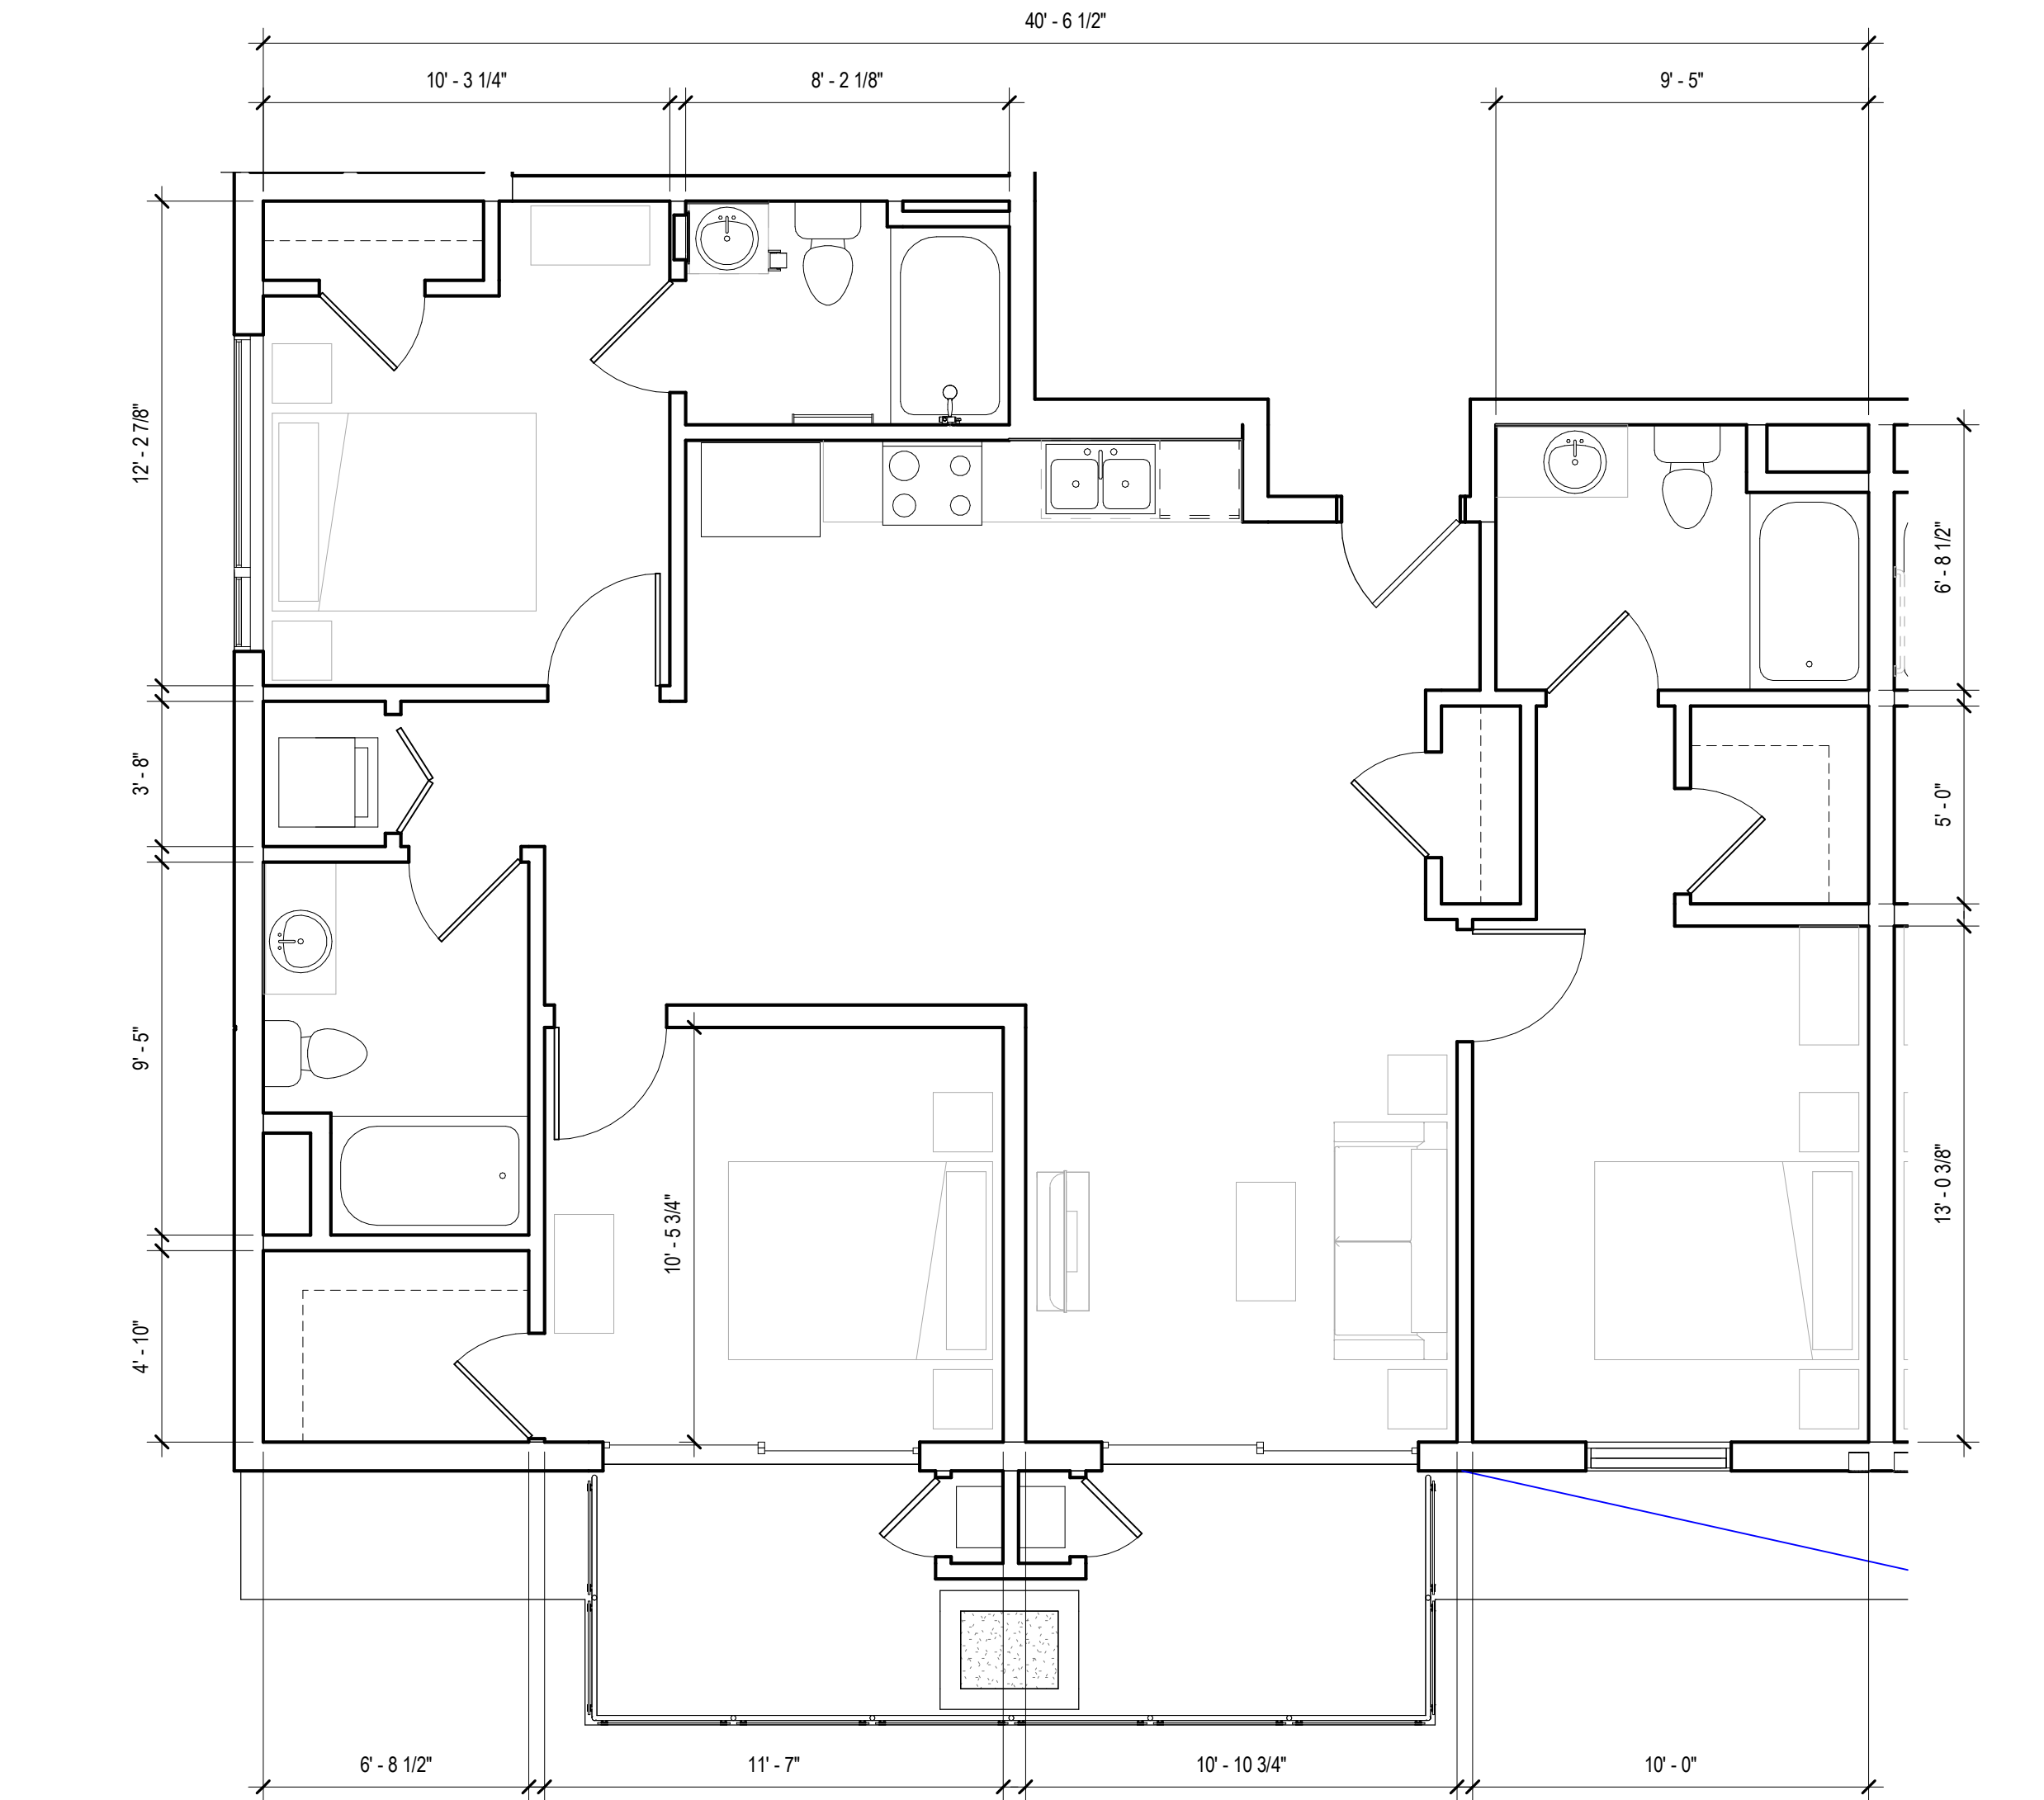 40' - 6 1/2"
10' - 3 1/4"
8' - 2 1/8"
9' - 5"
12' - 2 7/8"
6' - 8 1/2"
3' - 8"
5' - 0"
9' - 5"
10' - 5 3/4"
13' - 0 3/8"
4' - 10"
6' - 8 1/2"
11' - 7"
10' - 10 3/4"
10' - 0"